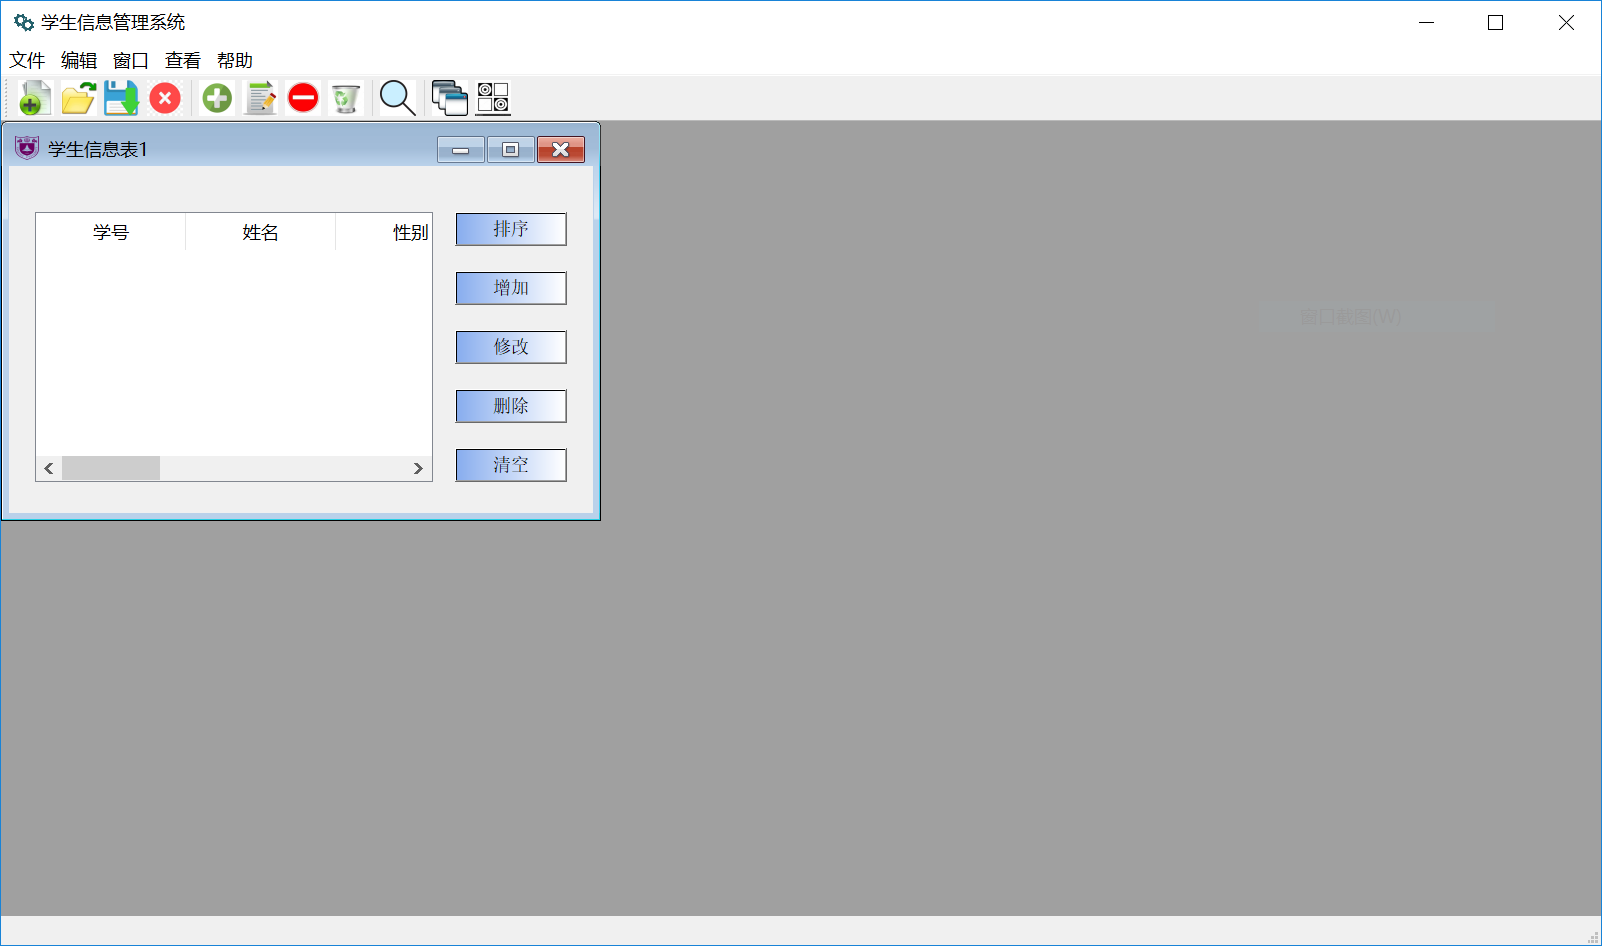 学生信息管理系统
文件 编辑 窗口 查看 帮助
学生信息表1
学号 姓名 性别
排序
增加
修改
删除
清空
窗口截图(W)